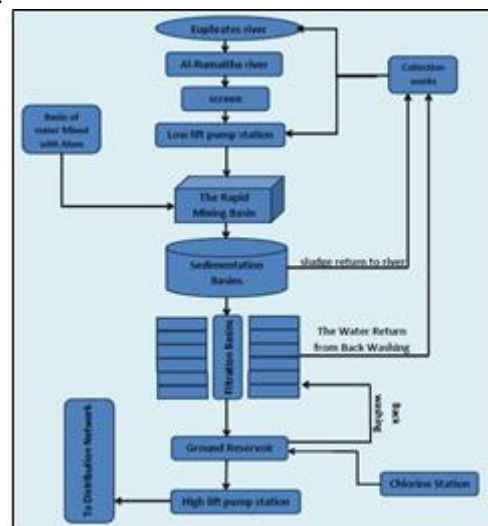 Euphrates river
Al-Rumaitha river
Collection
works
screen
Basin of
water Mixed
with Alum
Low lift pump station
The Rapid
Mixing Basin
Sedimentation
Basins
sludge return to river
Filtration Basins
The Water Return
from Back Washing
Back
washing
To Distribution Network
Ground Reservoir
Chlorine Station
High lift pump station